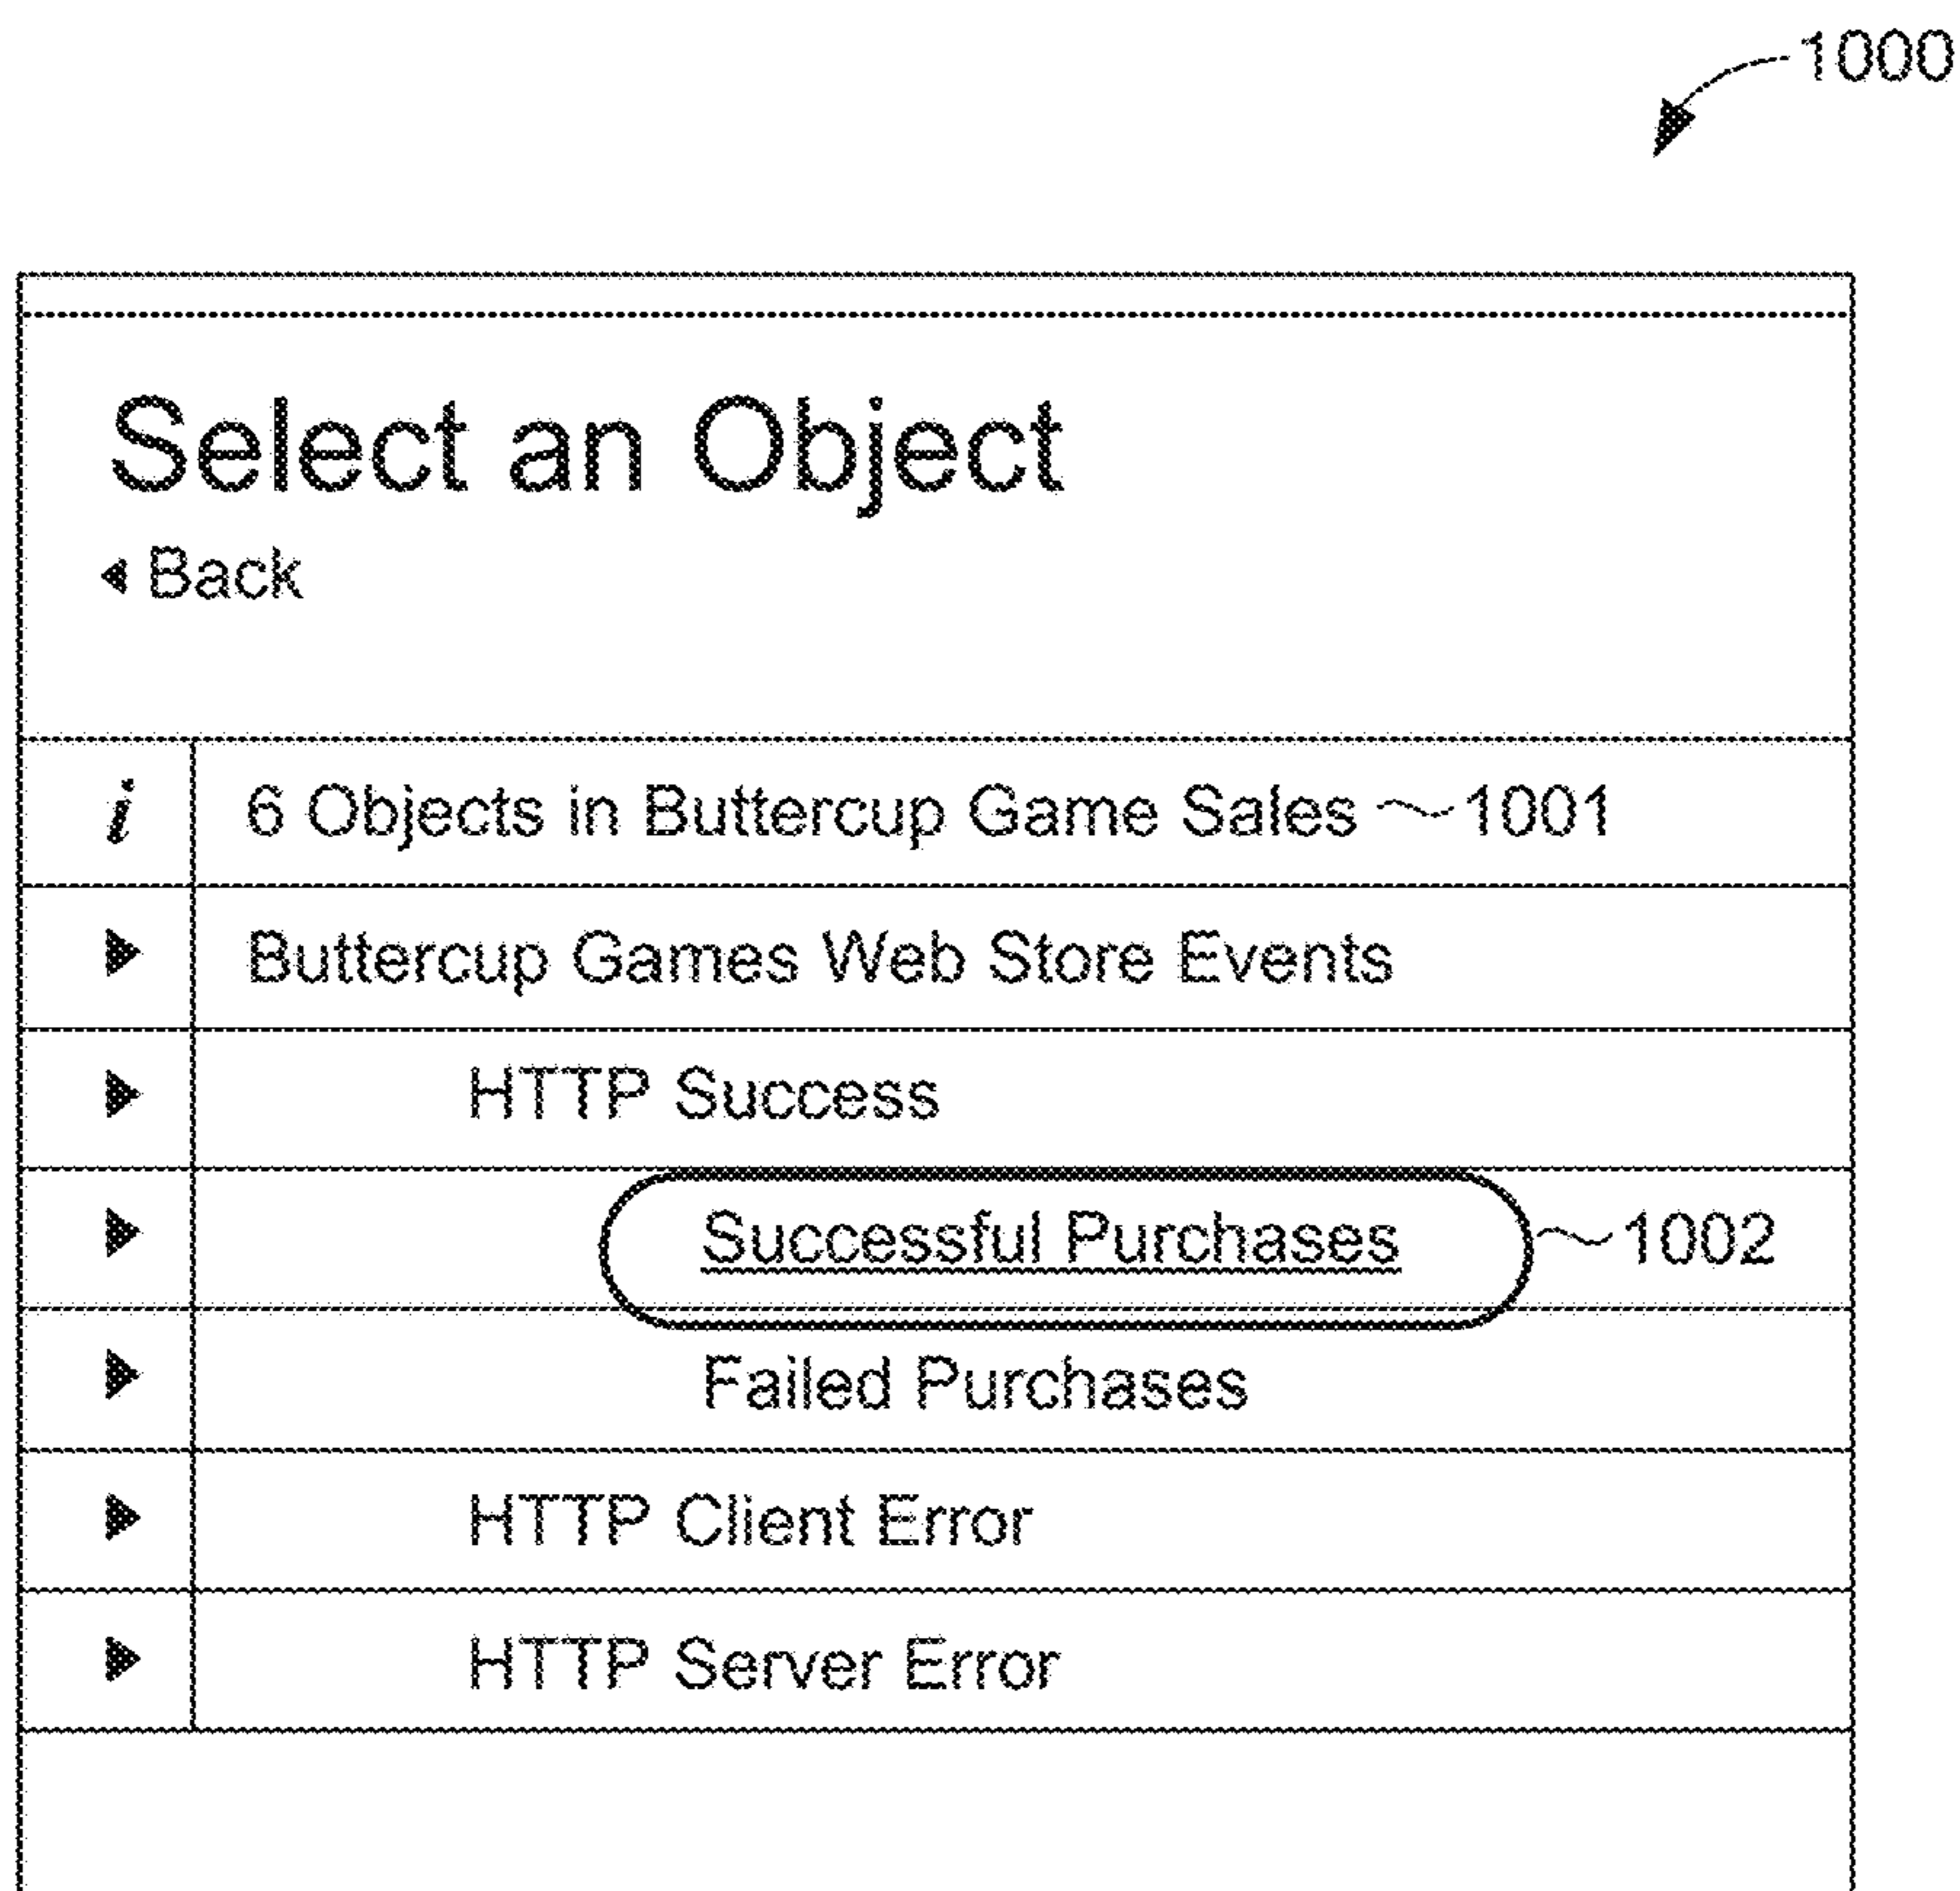 1000
Select an Object
Back
i 6 Objects in Buttercup Game Sales 1001
Buttercup Games Web Store Events
HTTP Success
Successful Purchases 1002
Failed Purchases
HTTP Client Error
HTTP Server Error